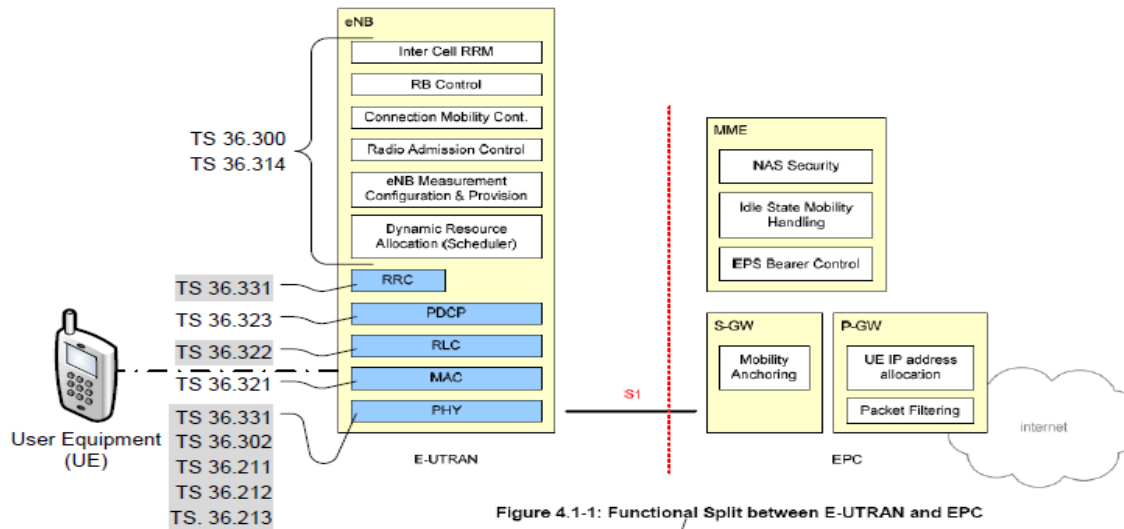 eNB
Inter Cell RRM
RB Control
Connection Mobility Cont.
Radio Admission Control
eNB Measurement
Configuration & Provision
Dynamic Resource
Allocation (Scheduler)
RRC
PDCP
RLC
MAC
PHY
TS 36.300
TS 36.314
TS 36.331
TS 36.323
TS 36.322
TS 36.321
TS 36.331
TS 36.302
TS 36.211
TS 36.212
TS. 36.213
User Equipment
(UE)
E-UTRAN
S1
MME
NAS Security
Idle State Mobility
Handling
EPS Bearer Control
S-GW
Mobility
Anchoring
P-GW
UE IP address
allocation
Packet Filtering
internet
EPC
Figure 4.1-1: Functional Split between E-UTRAN and EPC